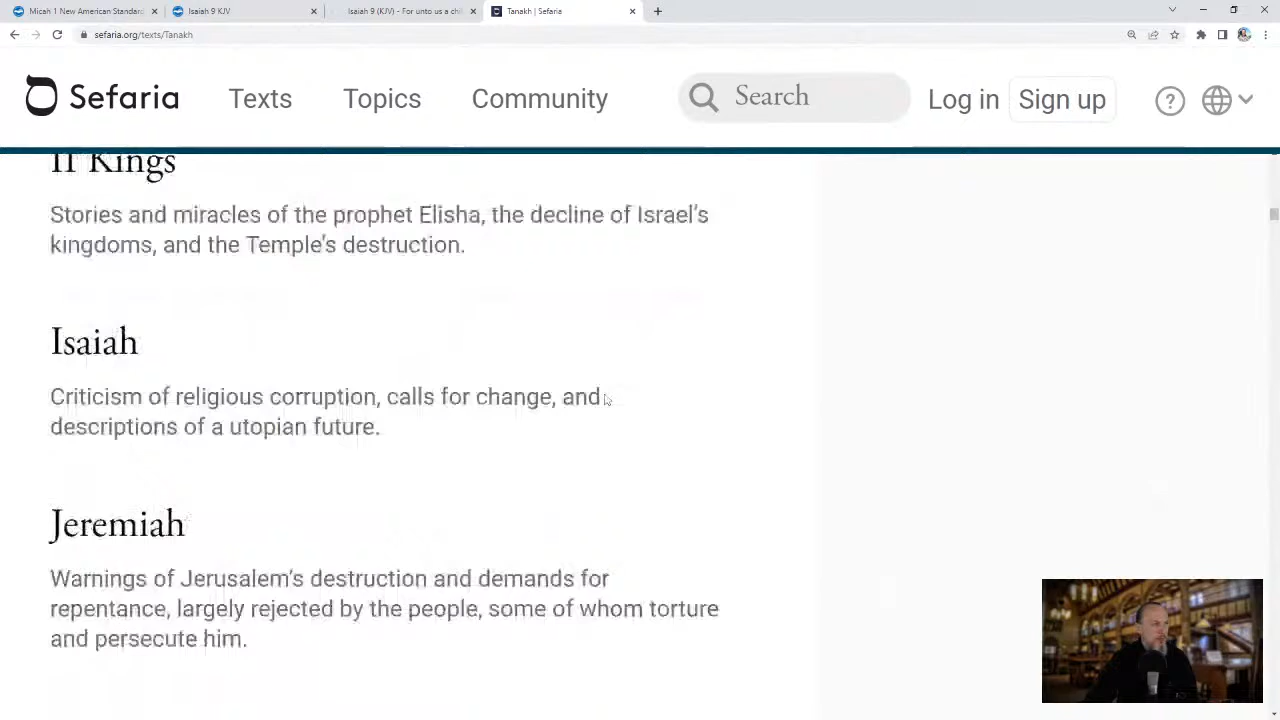 Micah 1 New American Standard
Isaiah 9 KJV
Isaiah 9 (KJV) - For unto us a chi
Tanakh | Sefaria
sefaria.org/texts/Tanakh
Sefaria
Texts
Topics
Community
Search
Log in
Sign up
II Kings
Stories and miracles of the prophet Elisha, the decline of Israel's
kingdoms, and the Temple's destruction.
Isaiah
Criticism of religious corruption, calls for change, and
descriptions of a utopian future.
Jeremiah
Warnings of Jerusalem's destruction and demands for
repentance, largely rejected by the people, some of whom torture
and persecute him.